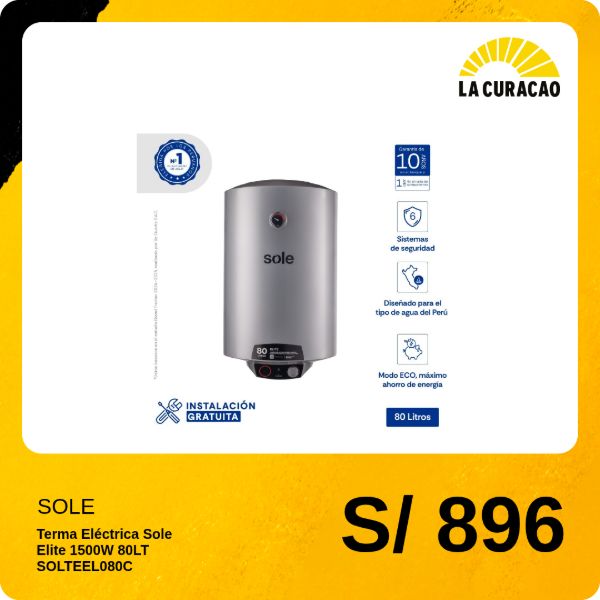 LA CURACAO
Nº1
Garantía de
10 AÑOS
1
6
Sistemas
de seguridad
Diseñado para el
tipo de agua del Perú
Modo ECO, máximo
ahorro de energía
80 Litros
sole
80
INSTALACIÓN
GRATUITA
SOLE
Terma Eléctrica Sole
Elite 1500W 80LT
SOLTEEL080C
S/ 896